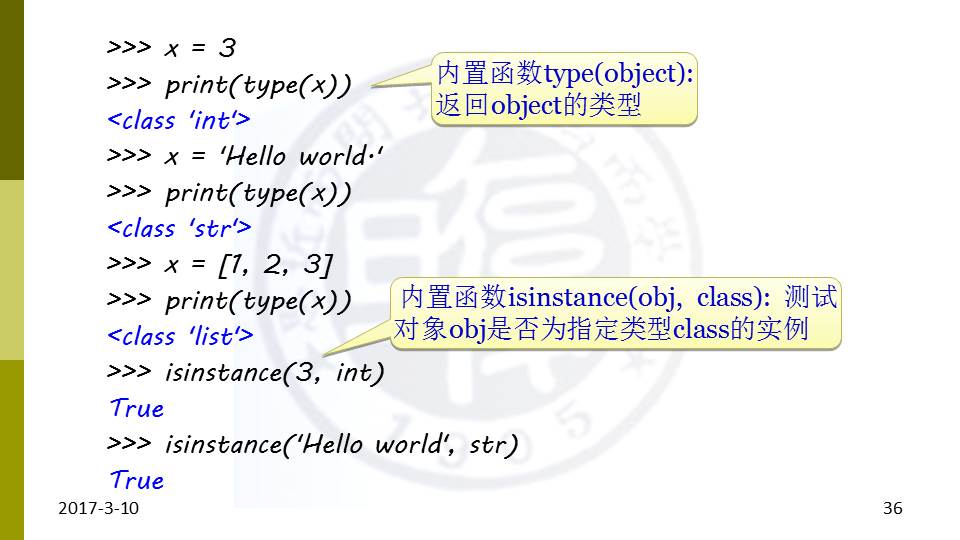 >>> x = 3
>>> print(type(x))
内置函数type(object):
返回object的类型
<class 'int'>
>>> x = 'Hello world.'
>>> print(type(x))
<class 'str'>
>>> x = [1, 2, 3]
>>> print(type(x))
内置函数isinstance(obj, class): 测试
对象obj是否为指定类型class的实例
<class 'list'>
>>> isinstance(3, int)
True
>>> isinstance('Hello world', str)
True
2017-3-10
36